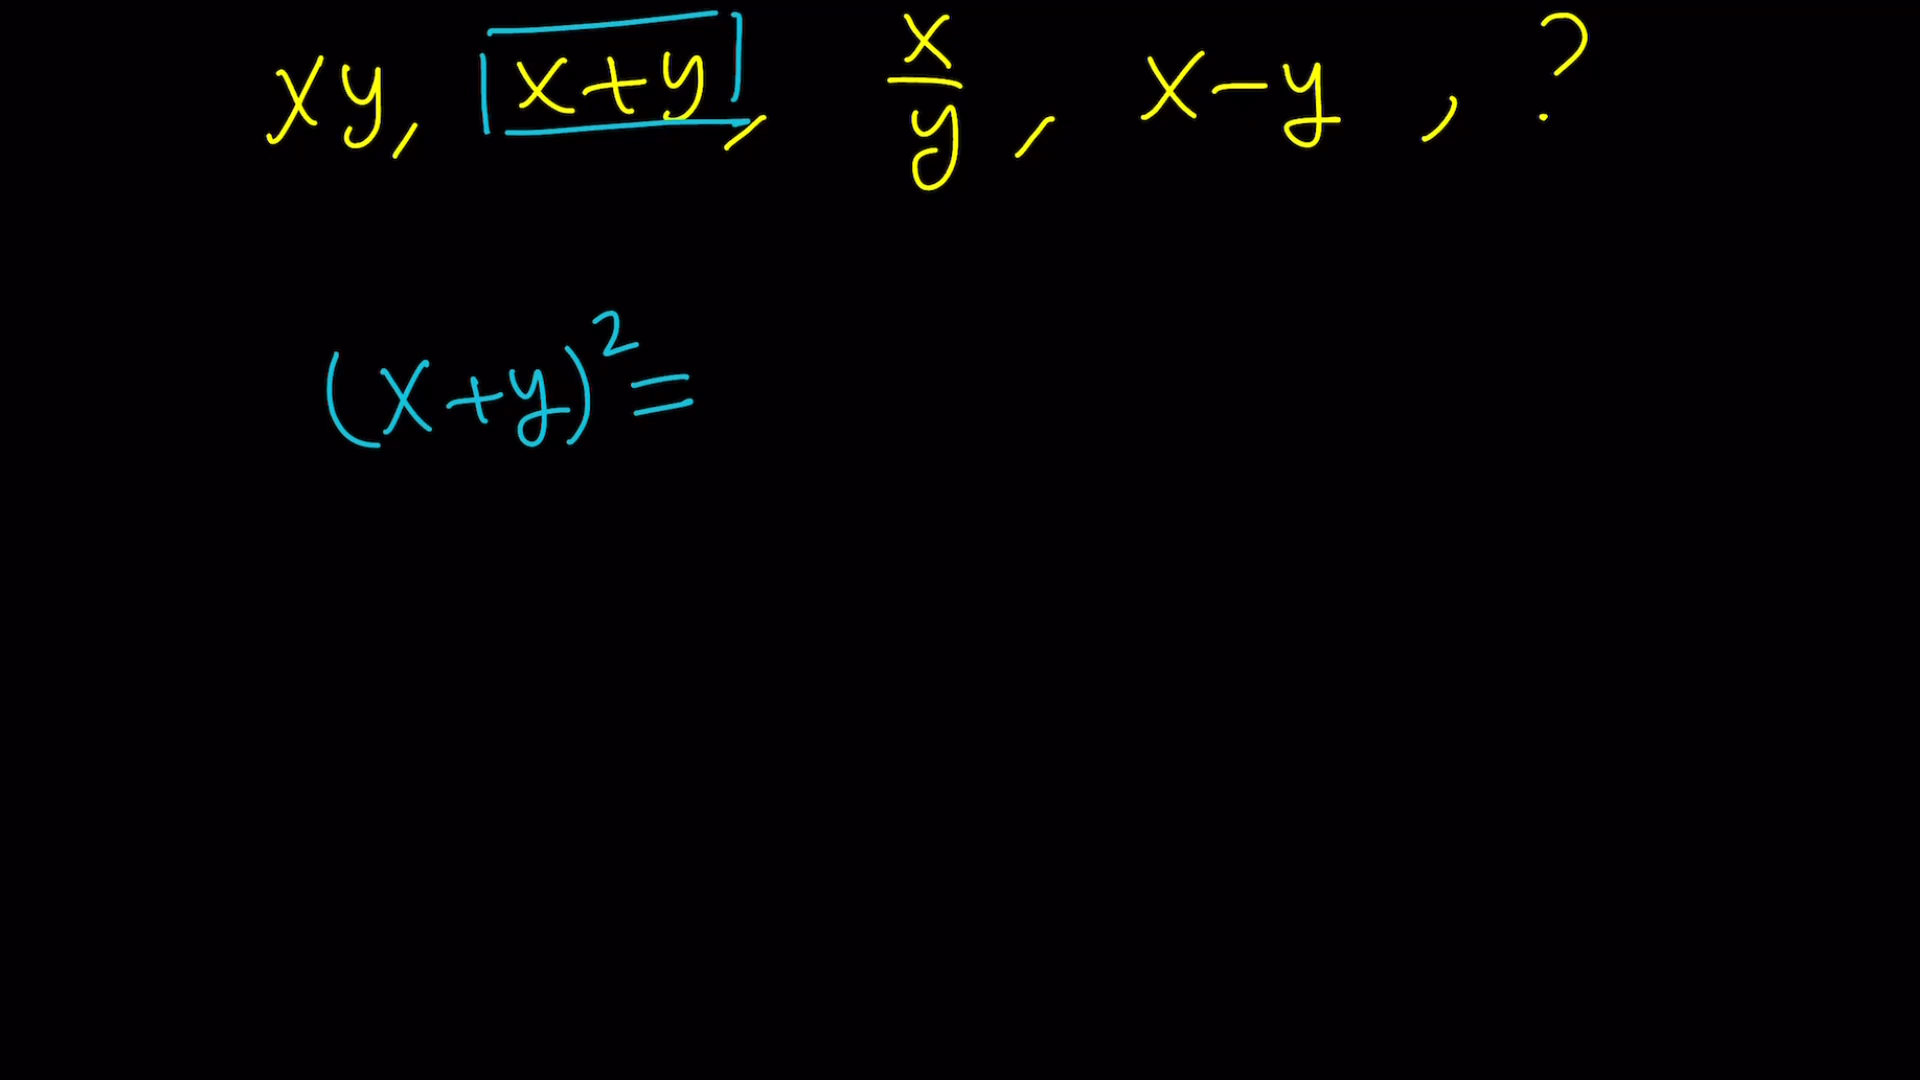 xy, x+y, x/y, x-y, ?
(x+y)²=